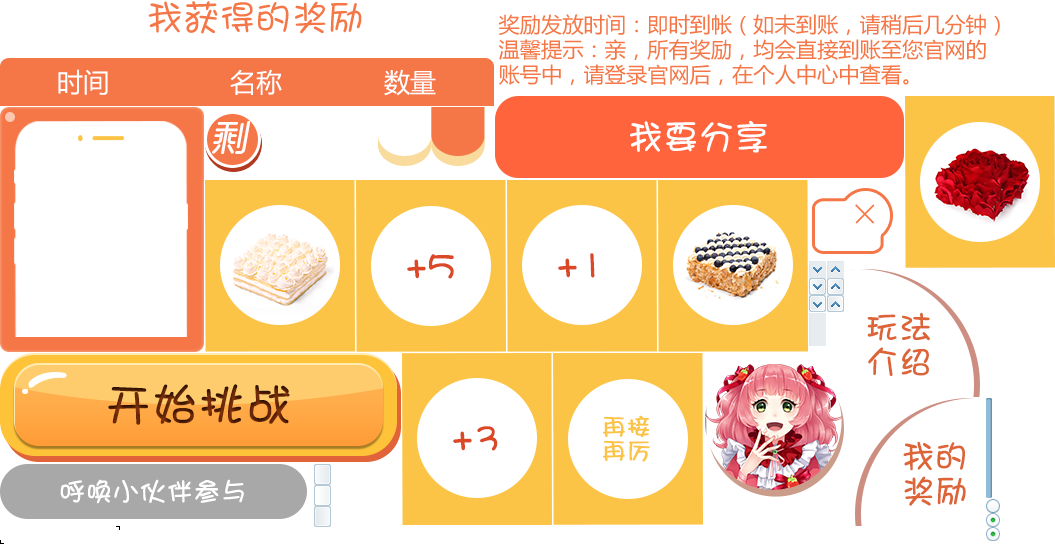 我获得的奖励
奖励发放时间：即时到帐（如未到账，请稍后几分钟）
温馨提示：亲，所有奖励，均会直接到账至您官网的
账号中，请登录官网后，在个人中心中查看。
时间 名称 数量
剩
我要分享
+5
+1
玩法
介绍
开始挑战
+3
再接
再厉
我的
奖励
呼唤小伙伴参与